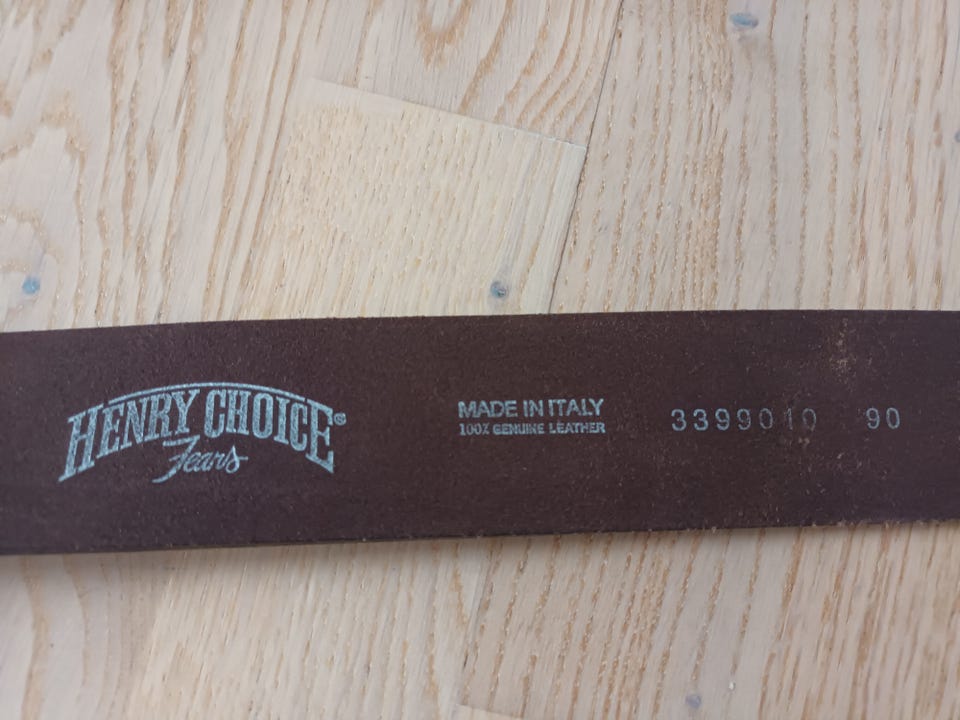 HENRY CHOICE®
Jeans
MADE IN ITALY
100% GENUINE LEATHER
3399010 90